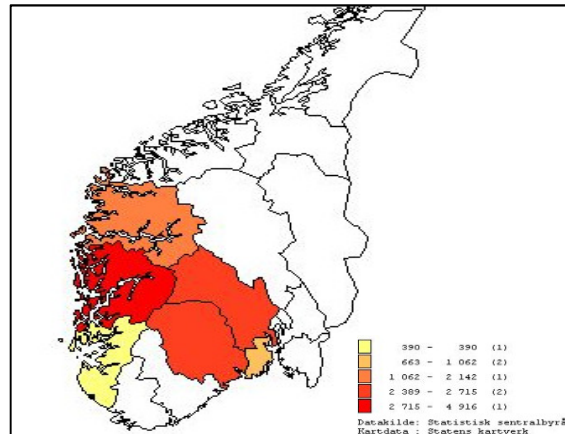 390 - 390 (1)
663 - 1 062 (2)
1 062 - 2 142 (1)
2 389 - 2 715 (2)
2 715 - 4 916 (1)
Datakilde: Statistisk sentralbyrå
Kartdata : Statens kartverk